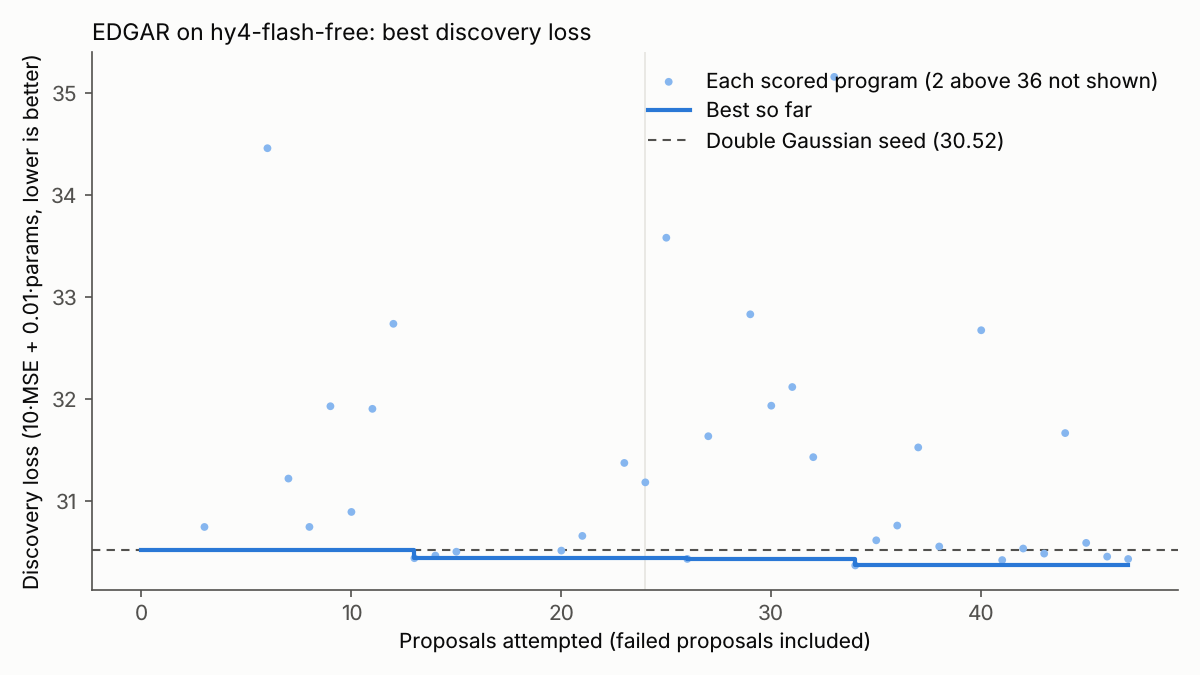 EDGAR on hy4-flash-free: best discovery loss
Discovery loss (10·MSE + 0.01·params, lower is better)
35
34
33
32
31
Each scored program (2 above 36 not shown)
Best so far
Double Gaussian seed (30.52)
0 10 20 30 40
Proposals attempted (failed proposals included)